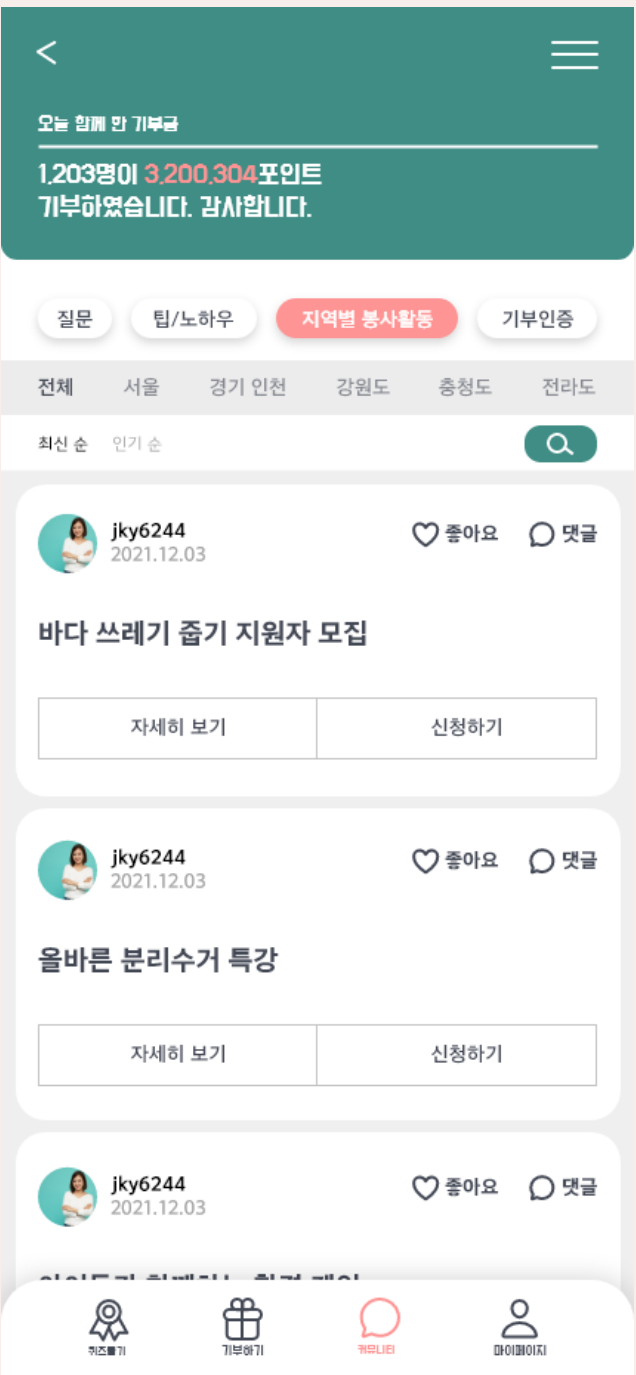 오늘 함께 한 기부금
1,203명이 3,200,304포인트
기부하였습니다. 감사합니다.
질문 팁/노하우 지역별 봉사활동 기부인증
전체 서울 경기 인천 강원도 충청도 전라도
최신 순 인기 순
jky6244 좋아요 댓글
2021.12.03
바다 쓰레기 줍기 지원자 모집
자세히 보기 신청하기
jky6244 좋아요 댓글
2021.12.03
올바른 분리수거 특강
자세히 보기 신청하기
jky6244 좋아요 댓글
2021.12.03
퀴즈풀기 기부하기 커뮤니티 마이페이지